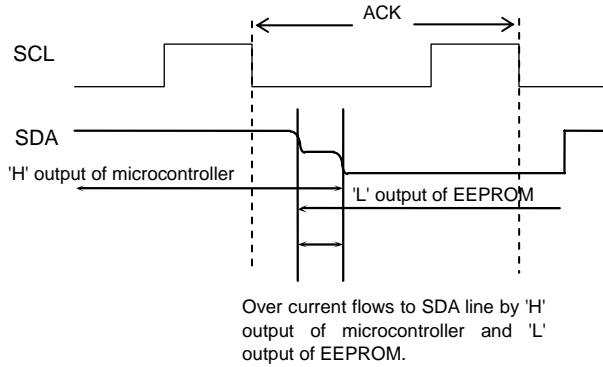 ACK
SCL
SDA
'H' output of microcontroller
'L' output of EEPROM
Over current flows to SDA line by 'H'
output of microcontroller and 'L'
output of EEPROM.